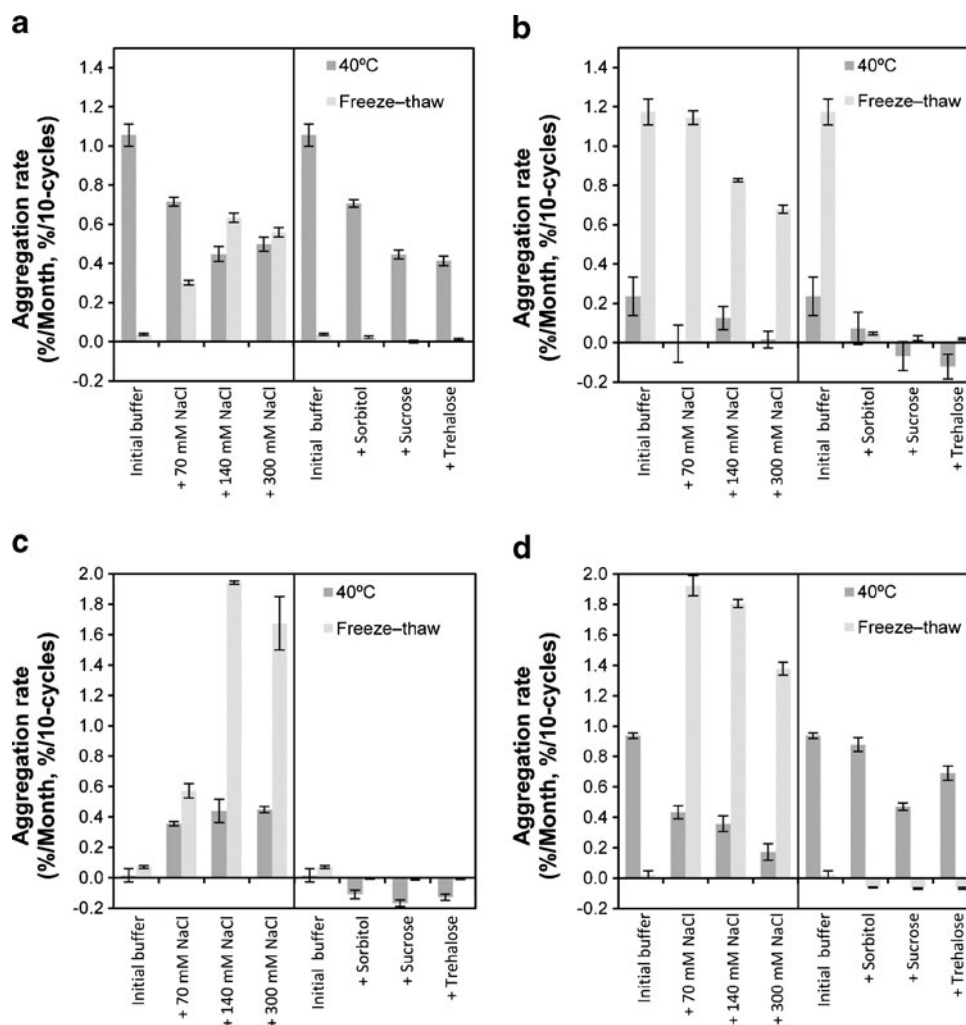 a
Aggregation rate
(%/Month, %/10-cycles)
1.4
1.2
1.0
0.8
0.6
0.4
0.2
0.0
-0.2
40ºC
Freeze–thaw
Initial buffer
+ 70 mM NaCl
+ 140 mM NaCl
+ 300 mM NaCl
Initial buffer
+ Sorbitol
+ Sucrose
+ Trehalose
b
Aggregation rate
(%/Month, %/10-cycles)
1.4
1.2
1.0
0.8
0.6
0.4
0.2
0.0
-0.2
40ºC
Freeze–thaw
Initial buffer
+ 70 mM NaCl
+ 140 mM NaCl
+ 300 mM NaCl
Initial buffer
+ Sorbitol
+ Sucrose
+ Trehalose
c
Aggregation rate
(%/Month, %/10-cycles)
2.0
1.8
1.6
1.4
1.2
1.0
0.8
0.6
0.4
0.2
0.0
-0.2
40ºC
Freeze–thaw
Initial buffer
+ 70 mM NaCl
+ 140 mM NaCl
+ 300 mM NaCl
Initial buffer
+ Sorbitol
+ Sucrose
+ Trehalose
d
Aggregation rate
(%/Month, %/10-cycles)
2.0
1.8
1.6
1.4
1.2
1.0
0.8
0.6
0.4
0.2
0.0
-0.2
40ºC
Freeze–thaw
Initial buffer
+ 70 mM NaCl
+ 140 mM NaCl
+ 300 mM NaCl
Initial buffer
+ Sorbitol
+ Sucrose
+ Trehalose